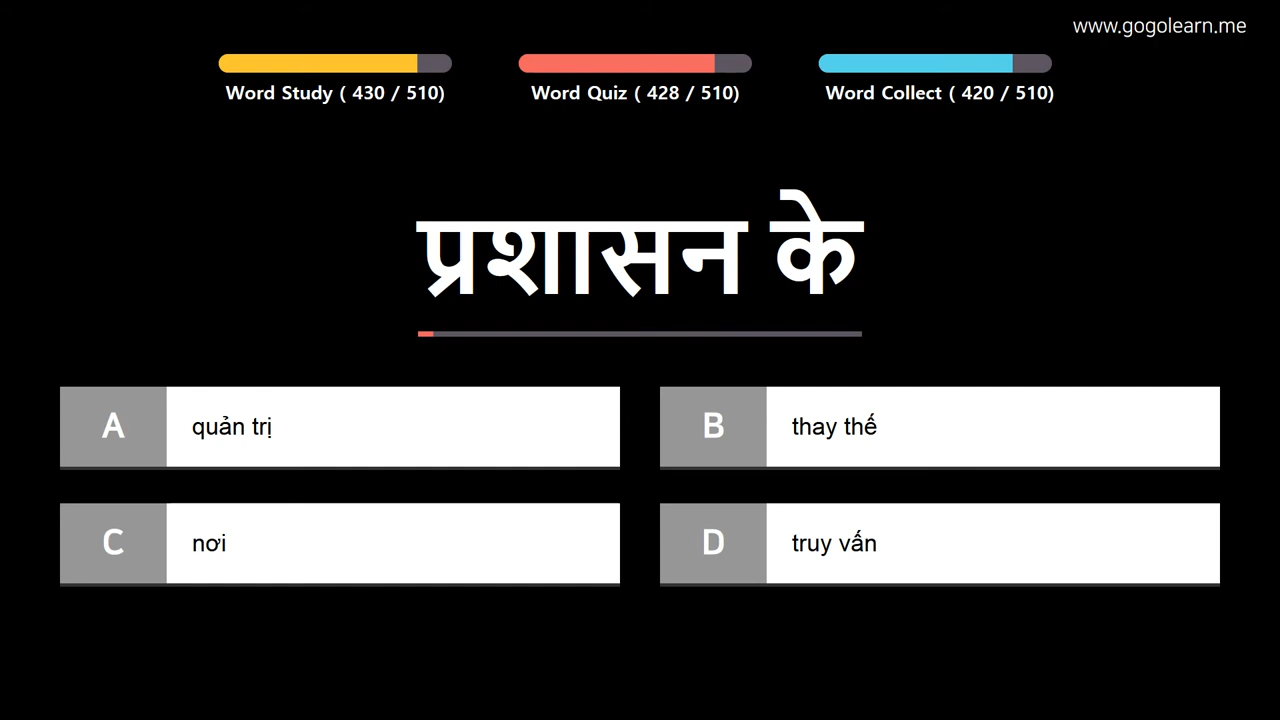 www.gogolearn.me
Word Study ( 430 / 510)
Word Quiz ( 428 / 510)
Word Collect ( 420 / 510)
प्रशासन के
A quản trị
B thay thế
C nơi
D truy vấn